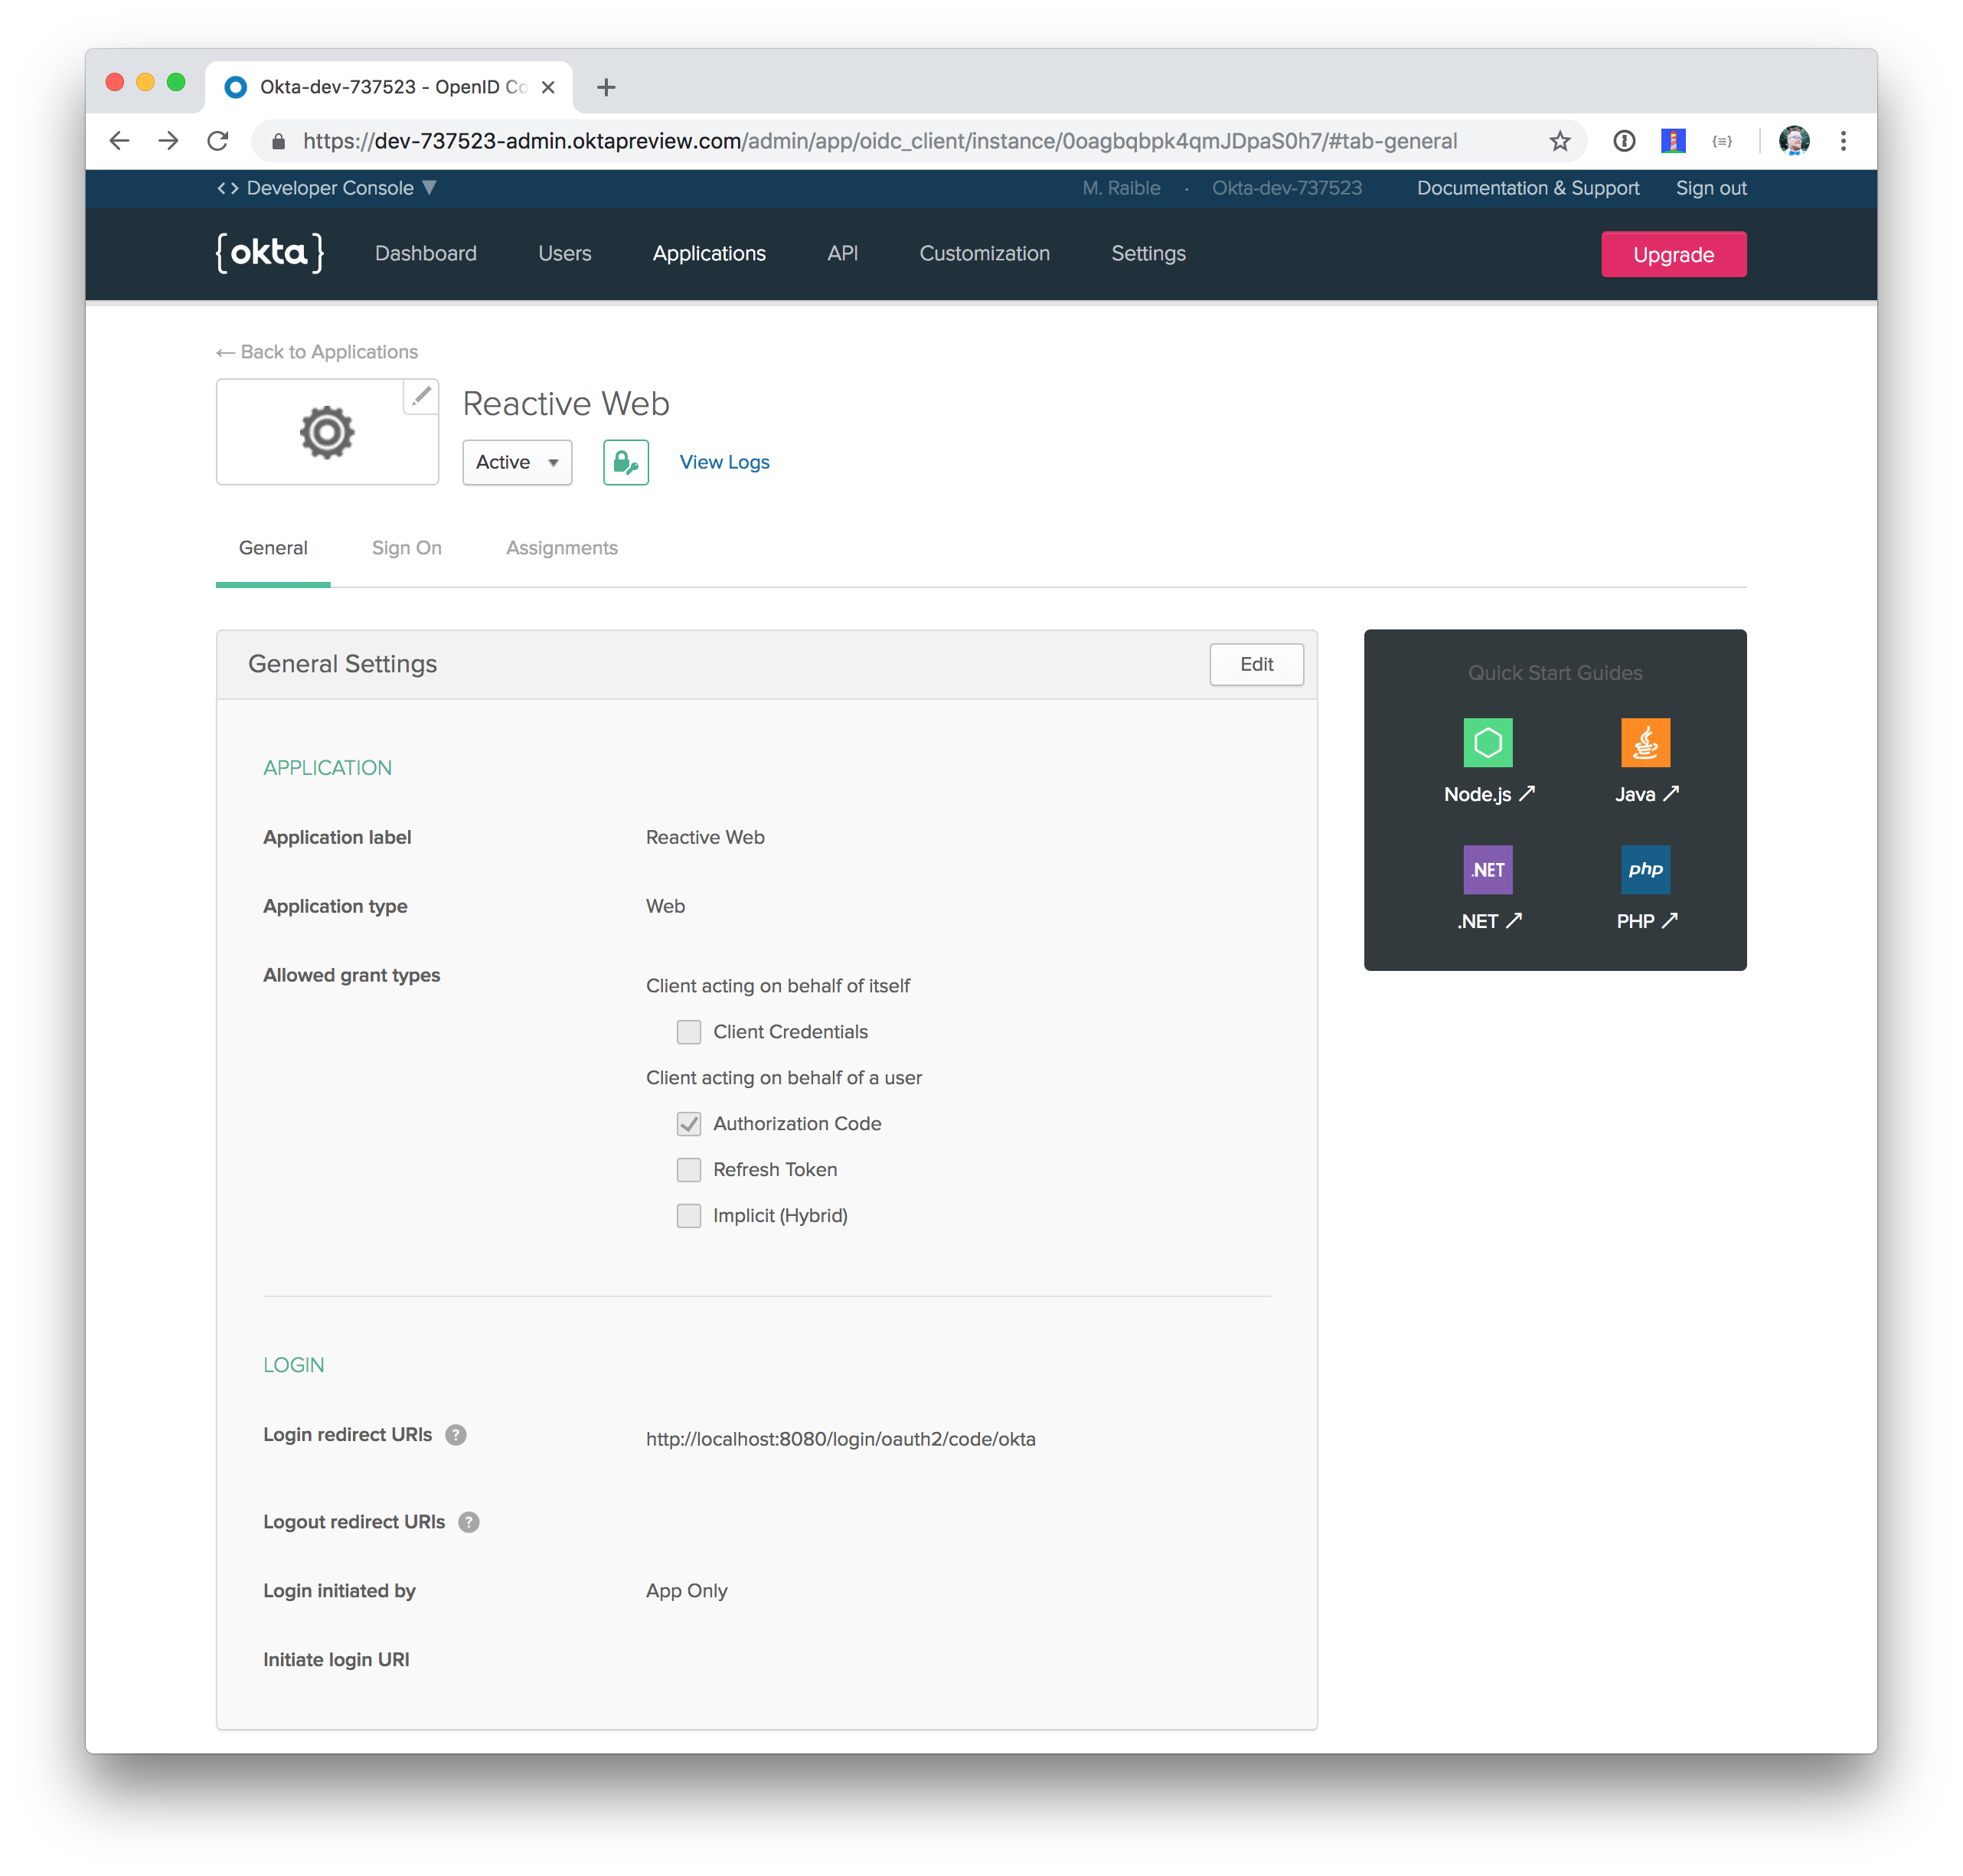 Okta-dev-737523 - OpenID Co
https://dev-737523-admin.oktapreview.com/admin/app/oidc_client/instance/0oagbqbpk4qmJDpaS0h7/#tab-general
<> Developer Console ▼ M. Raible · Okta-dev-737523 Documentation & Support Sign out
{okta} Dashboard Users Applications API Customization Settings Upgrade
← Back to Applications
Reactive Web
Active View Logs
General Sign On Assignments
General Settings Edit
APPLICATION
Application label Reactive Web
Application type Web
Allowed grant types
Client acting on behalf of itself
Client Credentials
Client acting on behalf of a user
Authorization Code
Refresh Token
Implicit (Hybrid)
LOGIN
Login redirect URIs ? http://localhost:8080/login/oauth2/code/okta
Logout redirect URIs ?
Login initiated by App Only
Initiate login URI
Quick Start Guides
Node.js ↗ Java ↗
.NET php
.NET ↗ PHP ↗